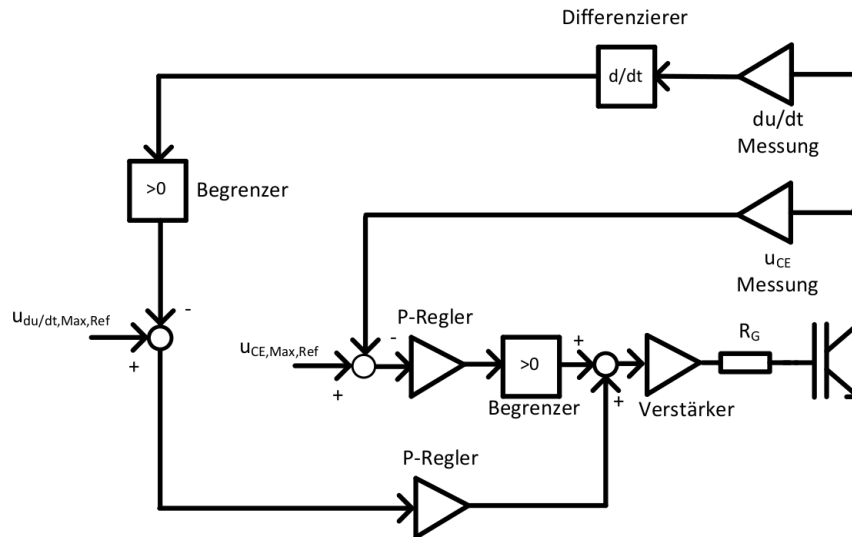 Differenzierer
d/dt
du/dt
Messung
>0
Begrenzer
u_CE
Messung
-
u_du/dt,Max,Ref
+
P-Regler
-
u_CE,Max,Ref
+
>0
Begrenzer
+
+
Verstärker
R_G
P-Regler